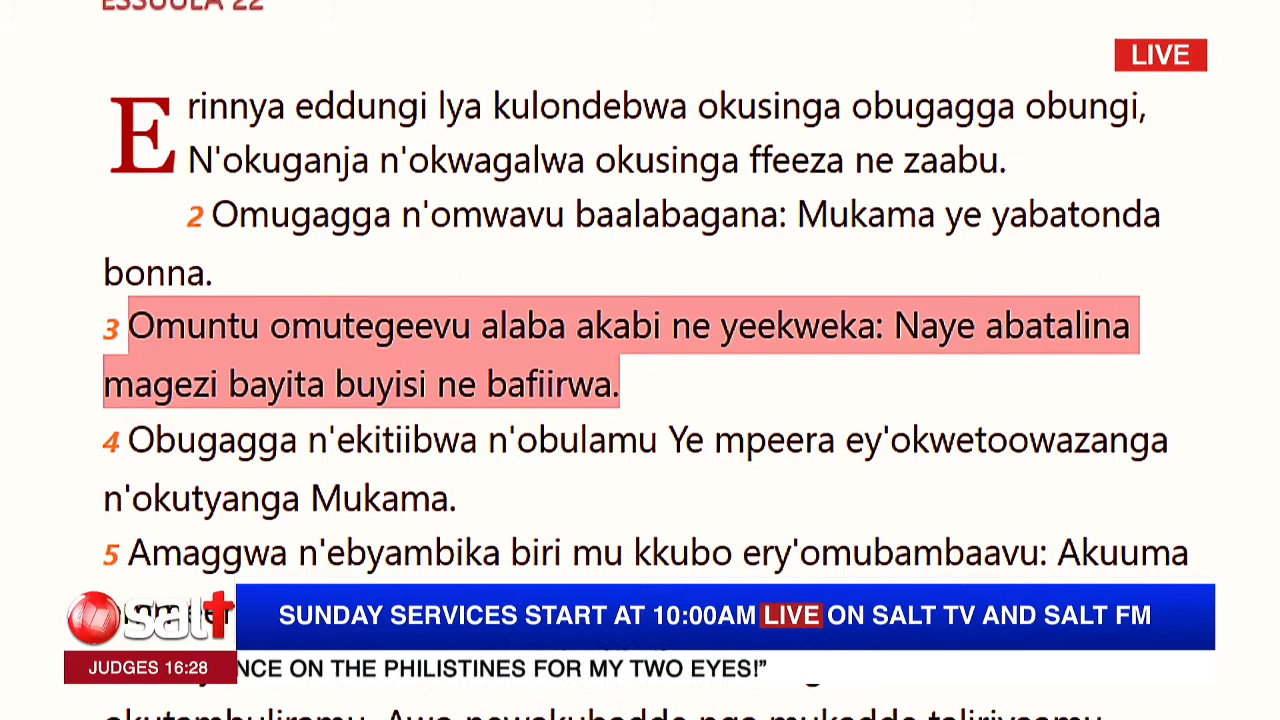 ESSUULA 22
LIVE
Erinnya eddungi lya kulondebwa okusinga obugagga obungi,
N'okuganja n'okwagalwa okusinga ffeeza ne zaabu.
2 Omugagga n'omwavu baalabagana: Mukama ye yabatonda
bonna.
3 Omuntu omutegeevu alaba akabi ne yeekweka: Naye abatalina
magezi bayita buyisi ne bafiirwa.
4 Obugagga n'ekitiibwa n'obulamu Ye mpeera ey'okwetoowazanga
n'okutyanga Mukama.
5 Amaggwa n'ebyambika biri mu kkubo ery'omubambaavu: Akuuma
salt
SUNDAY SERVICES START AT 10:00AM LIVE ON SALT TV AND SALT FM
JUDGES 16:28
NCE ON THE PHILISTINES FOR MY TWO EYES!”